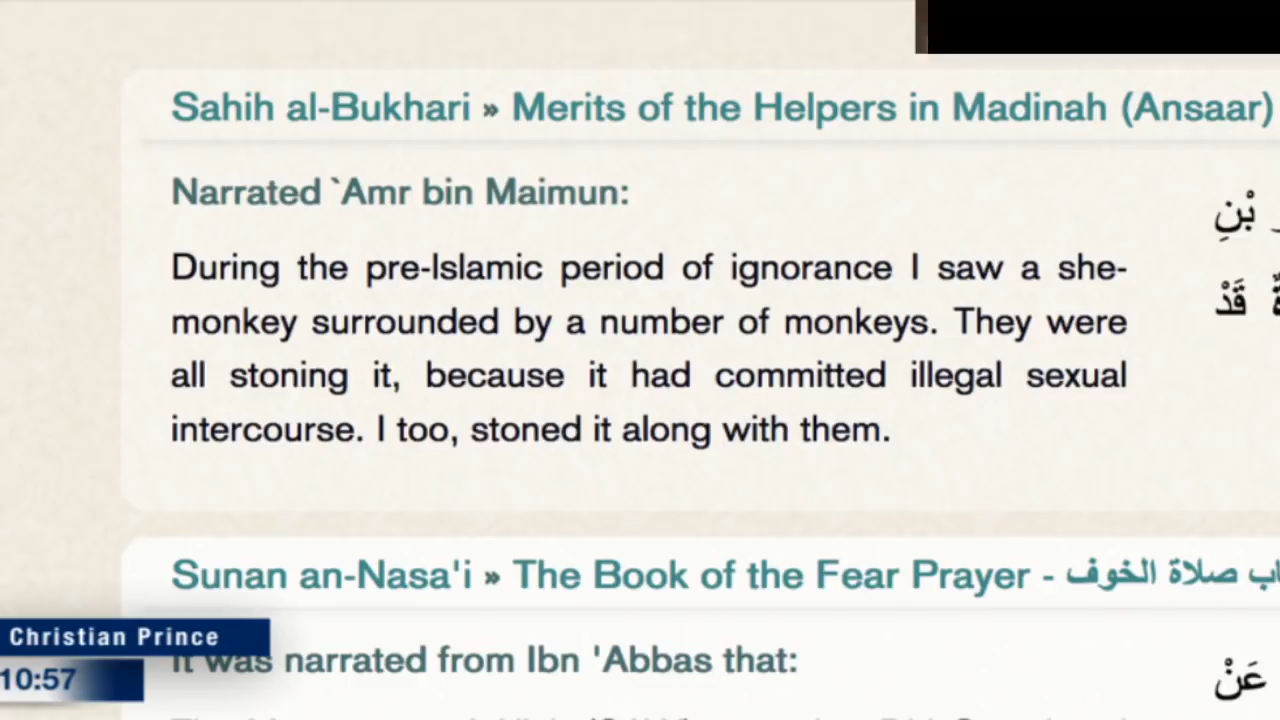 Sahih al-Bukhari » Merits of the Helpers in Madinah (Ansaar)
Narrated `Amr bin Maimun:
During the pre-Islamic period of ignorance I saw a she-
monkey surrounded by a number of monkeys. They were
all stoning it, because it had committed illegal sexual
intercourse. I too, stoned it along with them.
بْنِ
قَدْ
Sunan an-Nasa'i » The Book of the Fear Prayer - صلاة الخوف
Christian Prince
It was narrated from Ibn 'Abbas that:
عَنْ
10:57